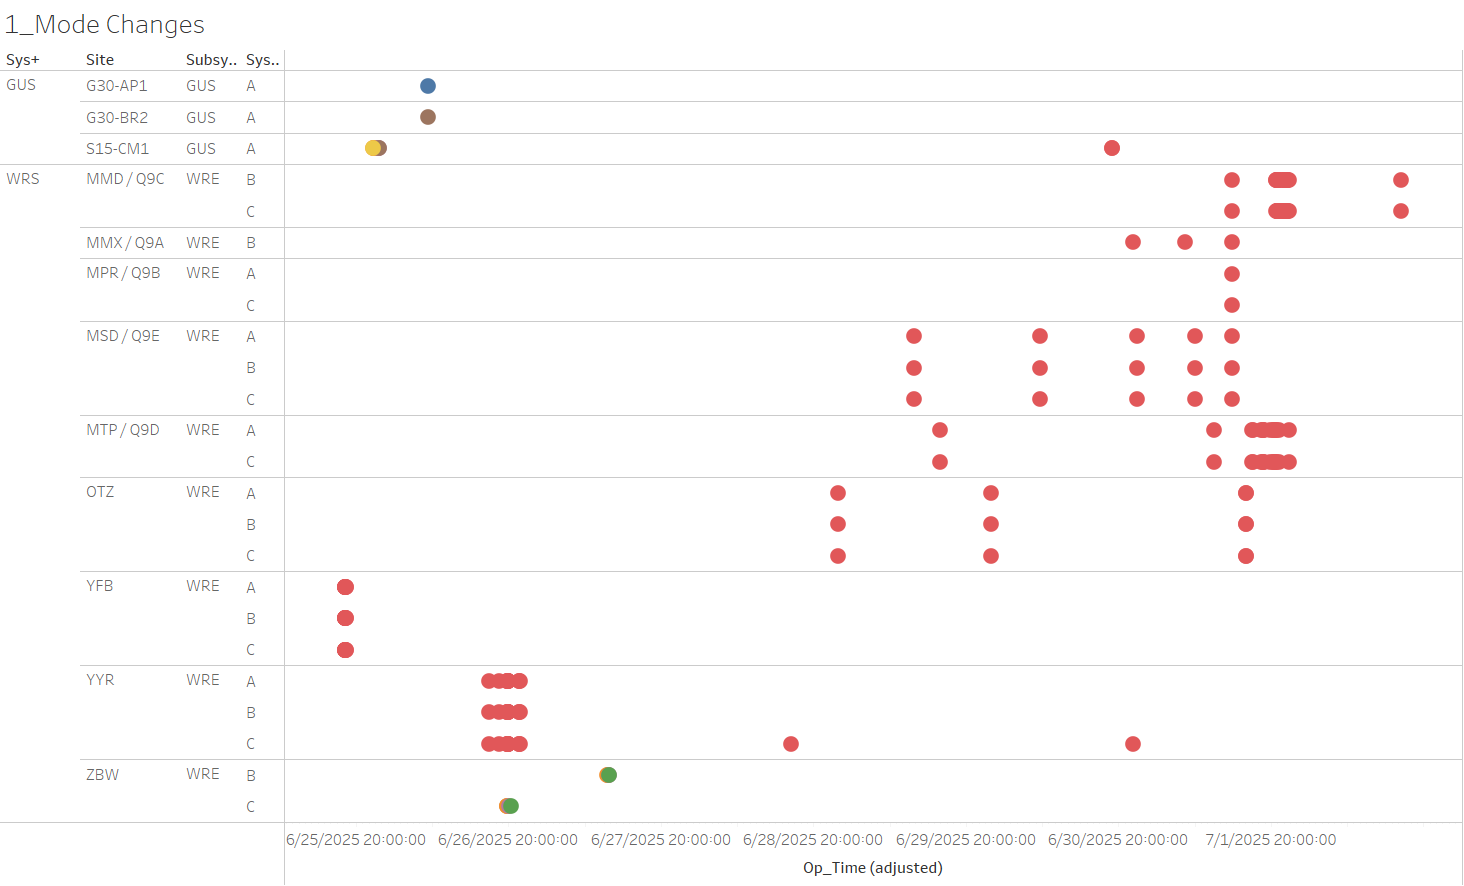 1_Mode Changes
Sys+ Site Subsy.. Sys..
GUS G30-AP1 GUS A
G30-BR2 GUS A
S15-CM1 GUS A
WRS MMD / Q9C WRE B
C
MMX / Q9A WRE B
MPR / Q9B WRE A
C
MSD / Q9E WRE A
B
C
MTP / Q9D WRE A
C
OTZ WRE A
B
C
YFB WRE A
B
C
YYR WRE A
B
C
ZBW WRE B
C
6/25/2025 20:00:00 6/26/2025 20:00:00 6/27/2025 20:00:00 6/28/2025 20:00:00 6/29/2025 20:00:00 6/30/2025 20:00:00 7/1/2025 20:00:00
Op_Time (adjusted)